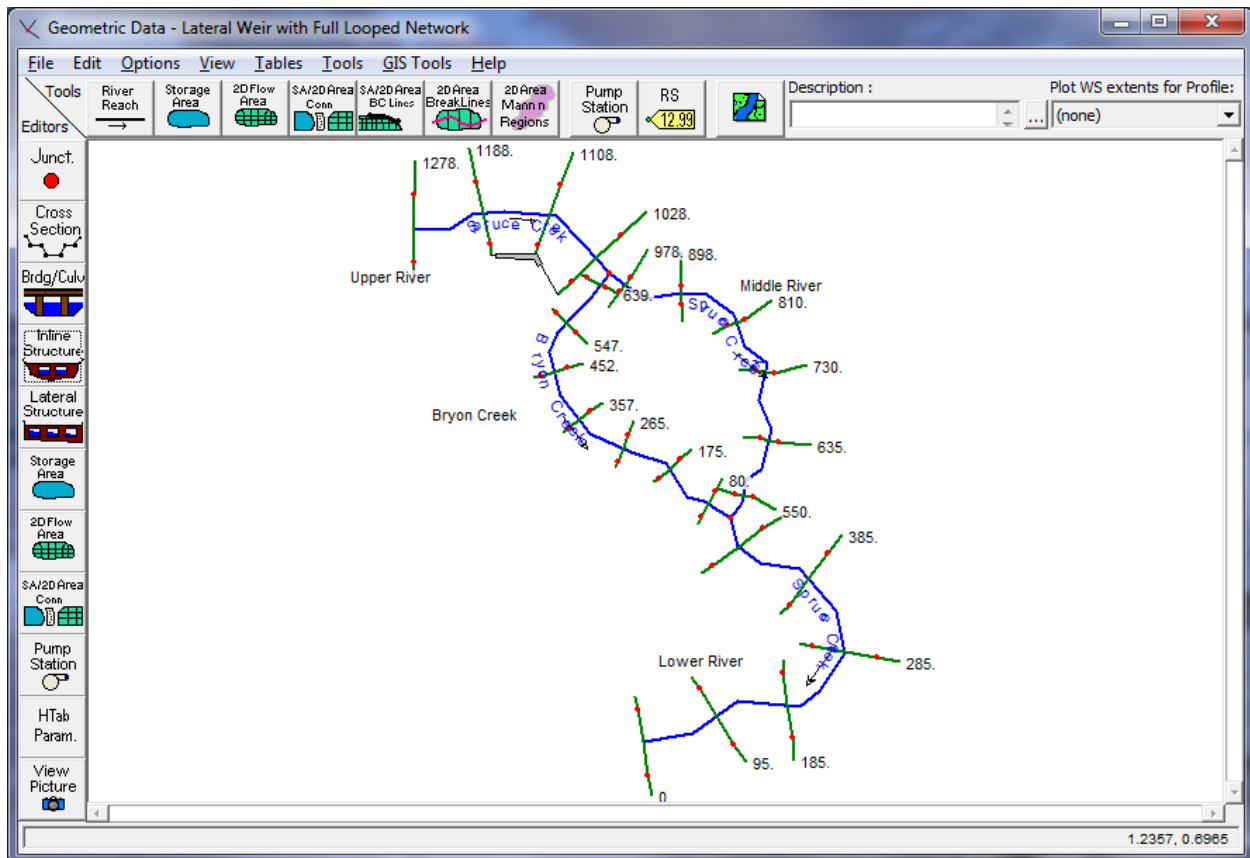 Geometric Data - Lateral Weir with Full Looped Network
File Edit Options View Tables Tools GIS Tools Help
Tools
Editors
River
Reach
Storage
Area
2D Flow
Area
SA/2D Area
Conn
SA/2D Area
BC Lines
2D Area
BreakLines
2D Area
Mann n
Regions
Pump
Station
RS
12.99
Description :
...
Plot WS extents for Profile:
(none)
Junct.
Cross
Section
Brdg/Culv
Inline
Structure
Lateral
Structure
Storage
Area
2D Flow
Area
SA/2D Area
Conn
Pump
Station
HTab
Param.
View
Picture
1278.
1188.
1108.
1028.
Spruce Creek
Upper River
978.
898.
639.
Middle River
810.
Spruce Creek
547.
452.
730.
Bryon Creek
Bryon Creek
357.
265.
635.
175.
80.
550.
385.
Spruce Creek
Lower River
285.
95.
185.
0
1.2357, 0.6965